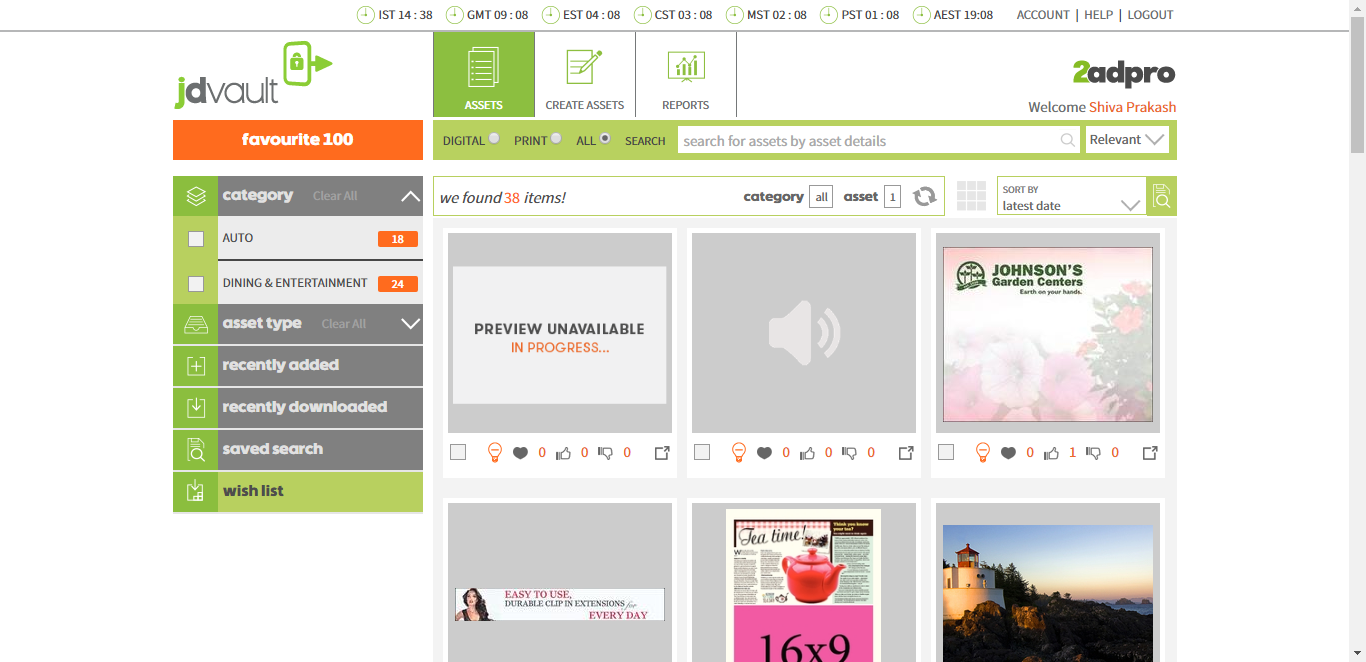 IST 14 : 38 GMT 09 : 08 EST 04 : 08 CST 03 : 08 MST 02 : 08 PST 01 : 08 AEST 19:08 ACCOUNT | HELP | LOGOUT
jdvault
ASSETS
CREATE ASSETS
REPORTS
2adpro
Welcome Shiva Prakash
favourite 100
DIGITAL PRINT ALL SEARCH search for assets by asset details Relevant
category Clear All
AUTO 18
DINING & ENTERTAINMENT 24
asset type Clear All
recently added
recently downloaded
saved search
wish list
we found 38 items! category all asset 1
SORT BY
latest date
PREVIEW UNAVAILABLE
IN PROGRESS...
JOHNSON'S
Garden Centers
Earth on your hands.
0 0 0
0 0 0
0 1 0
EASY TO USE,
DURABLE CLIP IN EXTENSIONS for
EVERY DAY
Tea time!
Think you know
your tea?
16x9